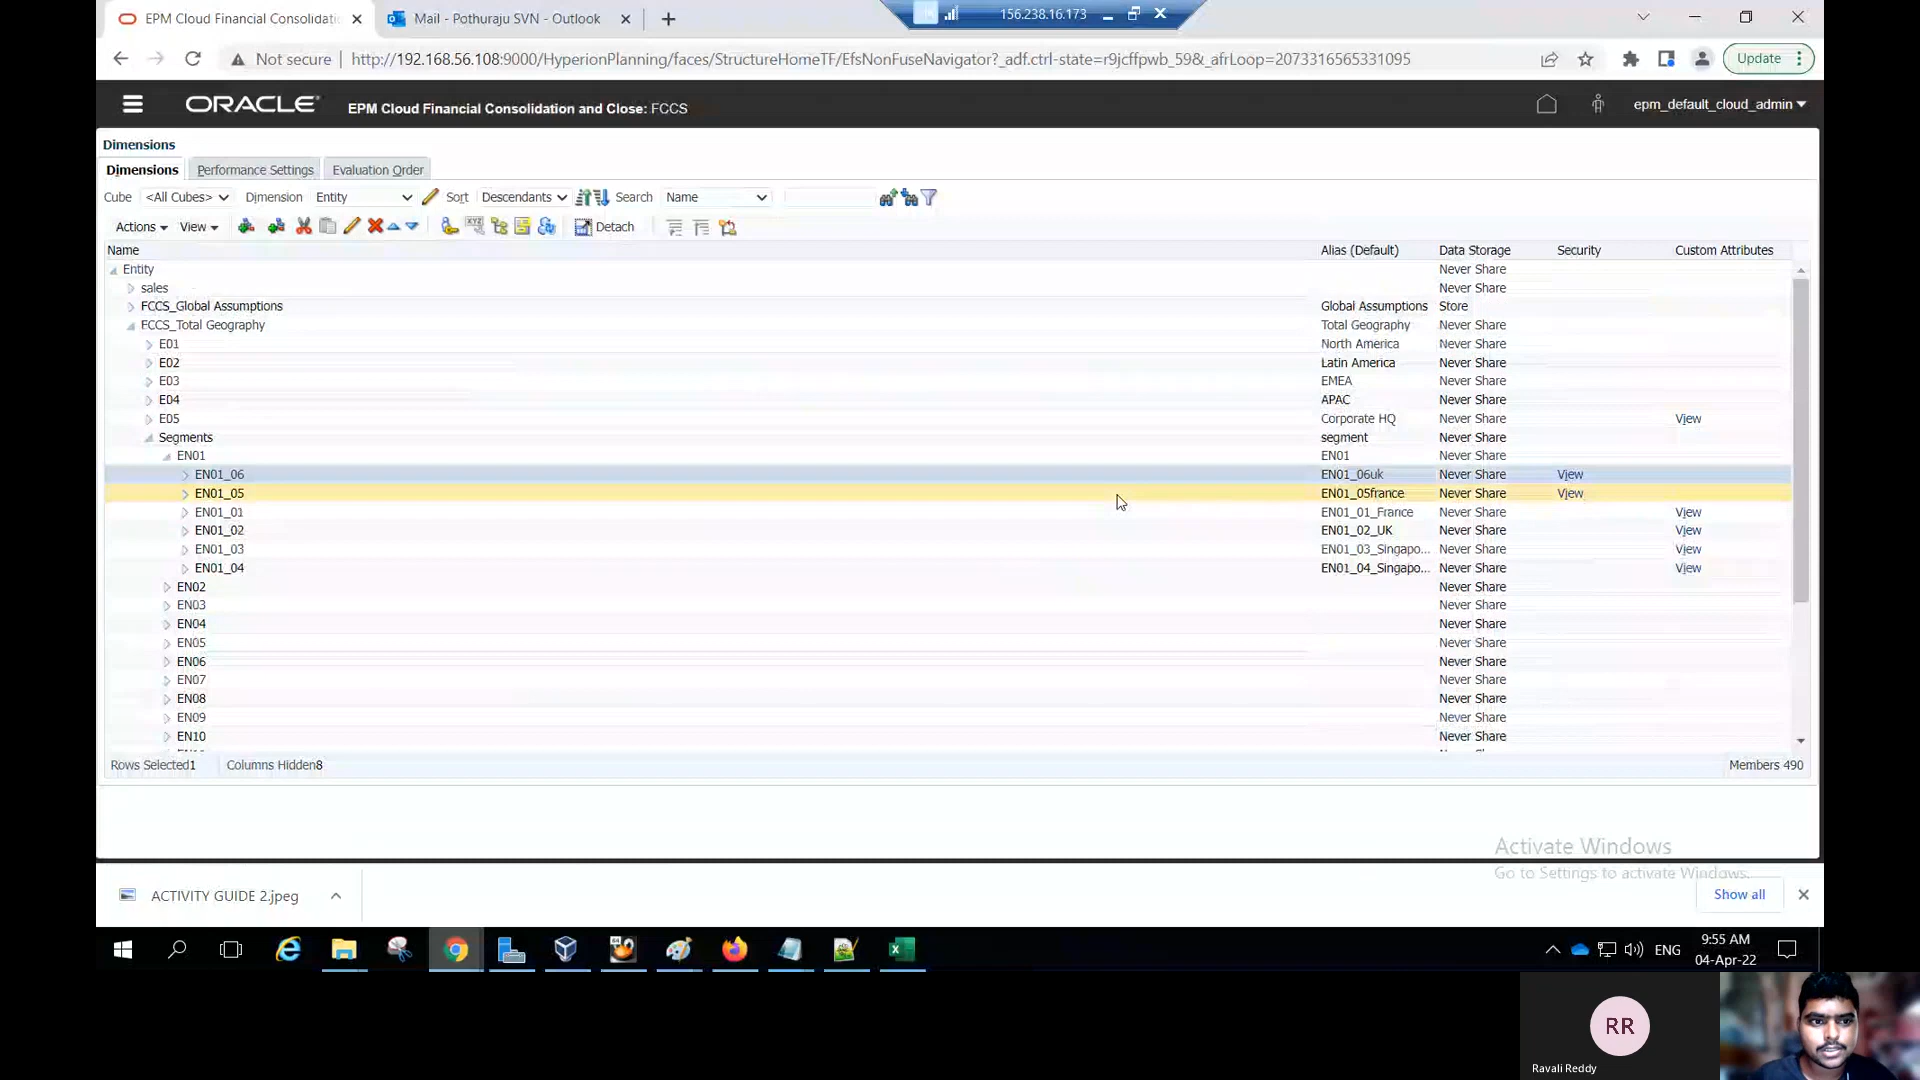 EPM Cloud Financial Consolidatio
Mail - Pothuraju SVN - Outlook
156.238.16.173
Not secure
http://192.168.56.108:9000/HyperionPlanning/faces/StructureHomeTF/EfsNonFuseNavigator?_adf.ctrl-state=r9jcffpwb_59&_afrLoop=2073316565331095
Update
ORACLE EPM Cloud Financial Consolidation and Close: FCCS
epm_default_cloud_admin
Dimensions
Dimensions Performance Settings Evaluation Order
Cube <All Cubes> Dimension Entity Sort Descendants Search Name
Actions View XYZ Detach
Name Alias (Default) Data Storage Security Custom Attributes
Entity Never Share
sales Never Share
FCCS_Global Assumptions Global Assumptions Store
FCCS_Total Geography Total Geography Never Share
E01 North America Never Share
E02 Latin America Never Share
E03 EMEA Never Share
E04 APAC Never Share
E05 Corporate HQ Never Share View
Segments segment Never Share
EN01 EN01 Never Share
EN01_06 EN01_06uk Never Share View
EN01_05 EN01_05france Never Share View
EN01_01 EN01_01_France Never Share View
EN01_02 EN01_02_UK Never Share View
EN01_03 EN01_03_Singapo... Never Share View
EN01_04 EN01_04_Singapo... Never Share View
EN02 Never Share
EN03 Never Share
EN04 Never Share
EN05 Never Share
EN06 Never Share
EN07 Never Share
EN08 Never Share
EN09 Never Share
EN10 Never Share
Rows Selected1 Columns Hidden8 Members 490
Activate Windows
Go to Settings to activate Windows.
ACTIVITY GUIDE 2.jpeg
Show all
ENG
9:55 AM
04-Apr-22
RR
Ravali Reddy